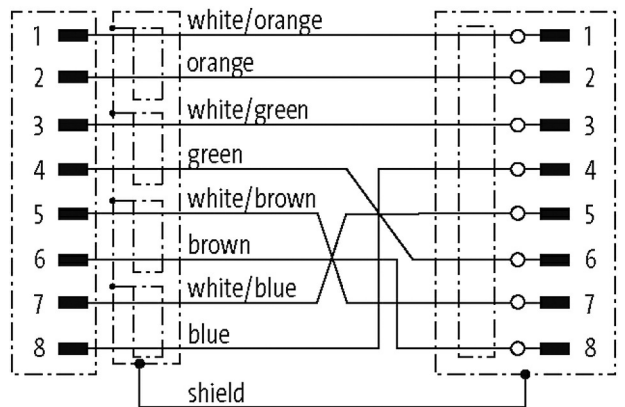 1 white/orange 1
2 orange 2
3 white/green 3
4 green 4
5 white/brown 5
6 brown 6
7 white/blue 7
8 blue 8
shield